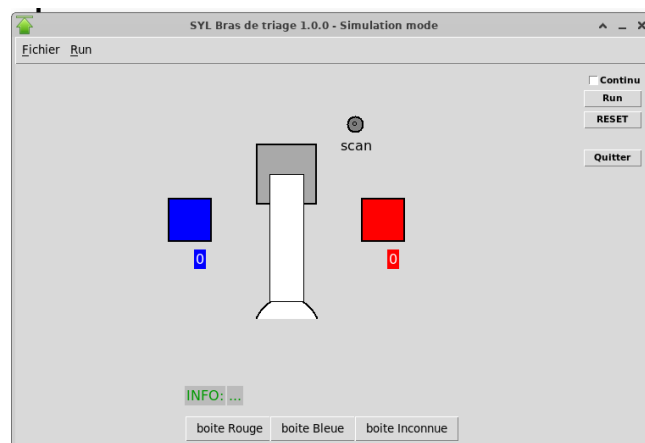 SYL Bras de triage 1.0.0 - Simulation mode
Fichier Run
Continu
Run
RESET
scan
Quitter
0 0
INFO: ...
boite Rouge boite Bleue boite Inconnue